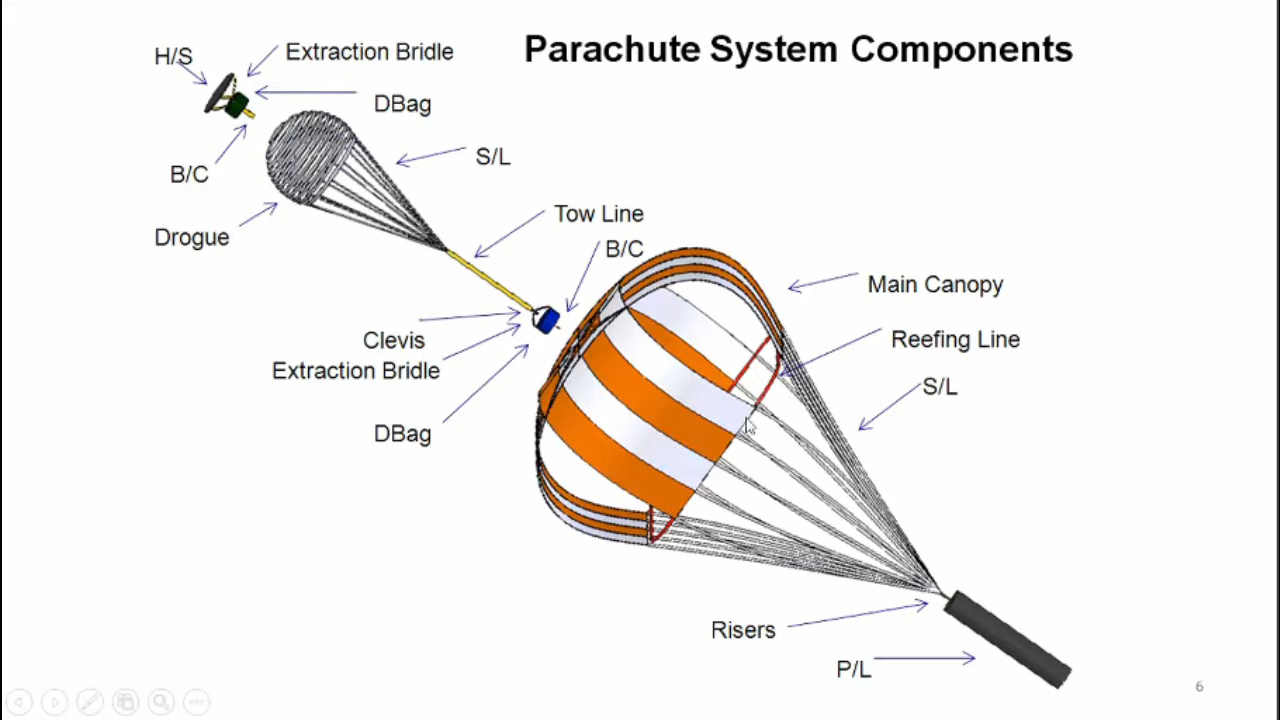 Parachute System Components
H/S
Extraction Bridle
DBag
B/C
S/L
Drogue
Tow Line
B/C
Main Canopy
Clevis
Reefing Line
Extraction Bridle
S/L
DBag
Risers
P/L
6